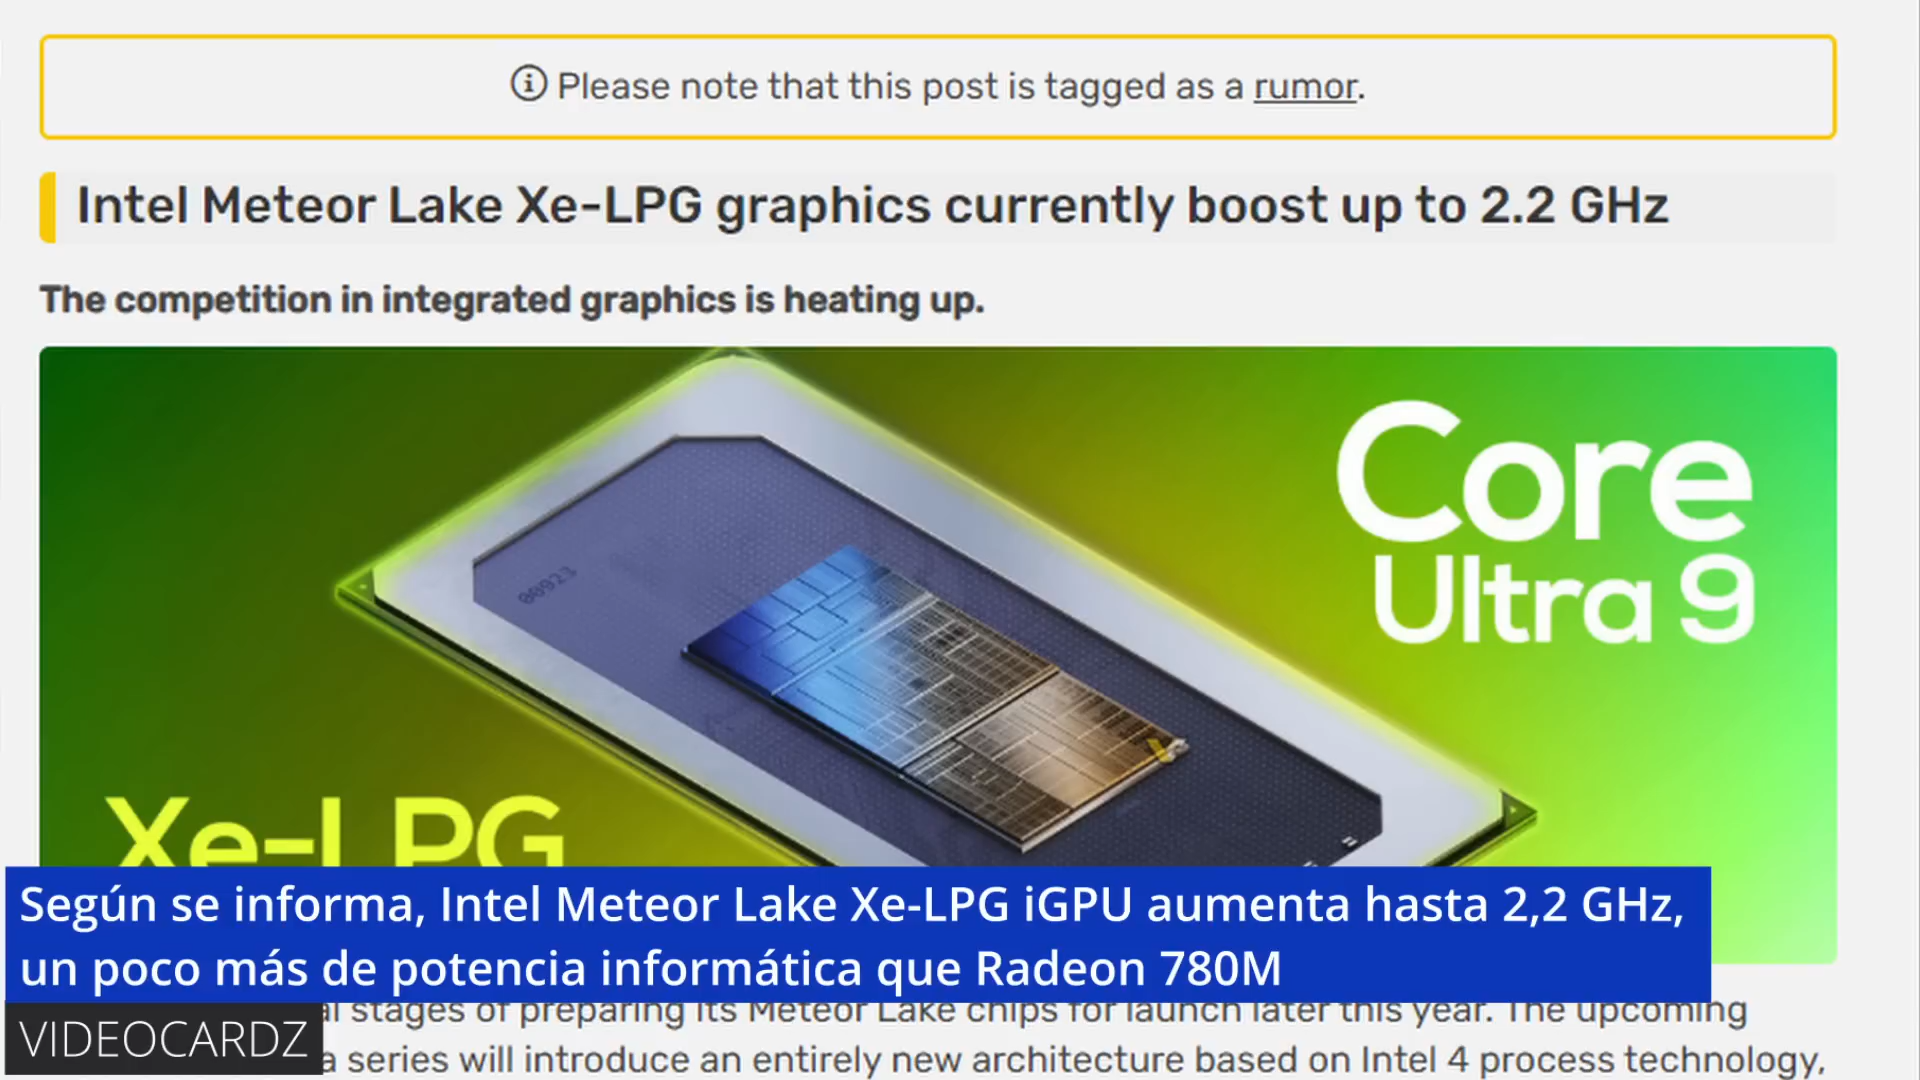 Please note that this post is tagged as a rumor.
Intel Meteor Lake Xe-LPG graphics currently boost up to 2.2 GHz
The competition in integrated graphics is heating up.
Core
Ultra 9
00923
Xe-LPG
Según se informa, Intel Meteor Lake Xe-LPG iGPU aumenta hasta 2,2 GHz,
un poco más de potencia informática que Radeon 780M
stages of preparing its Meteor Lake chips for launch later this year. The upcoming
VIDEOCARDZ
series will introduce an entirely new architecture based on Intel 4 process technology,